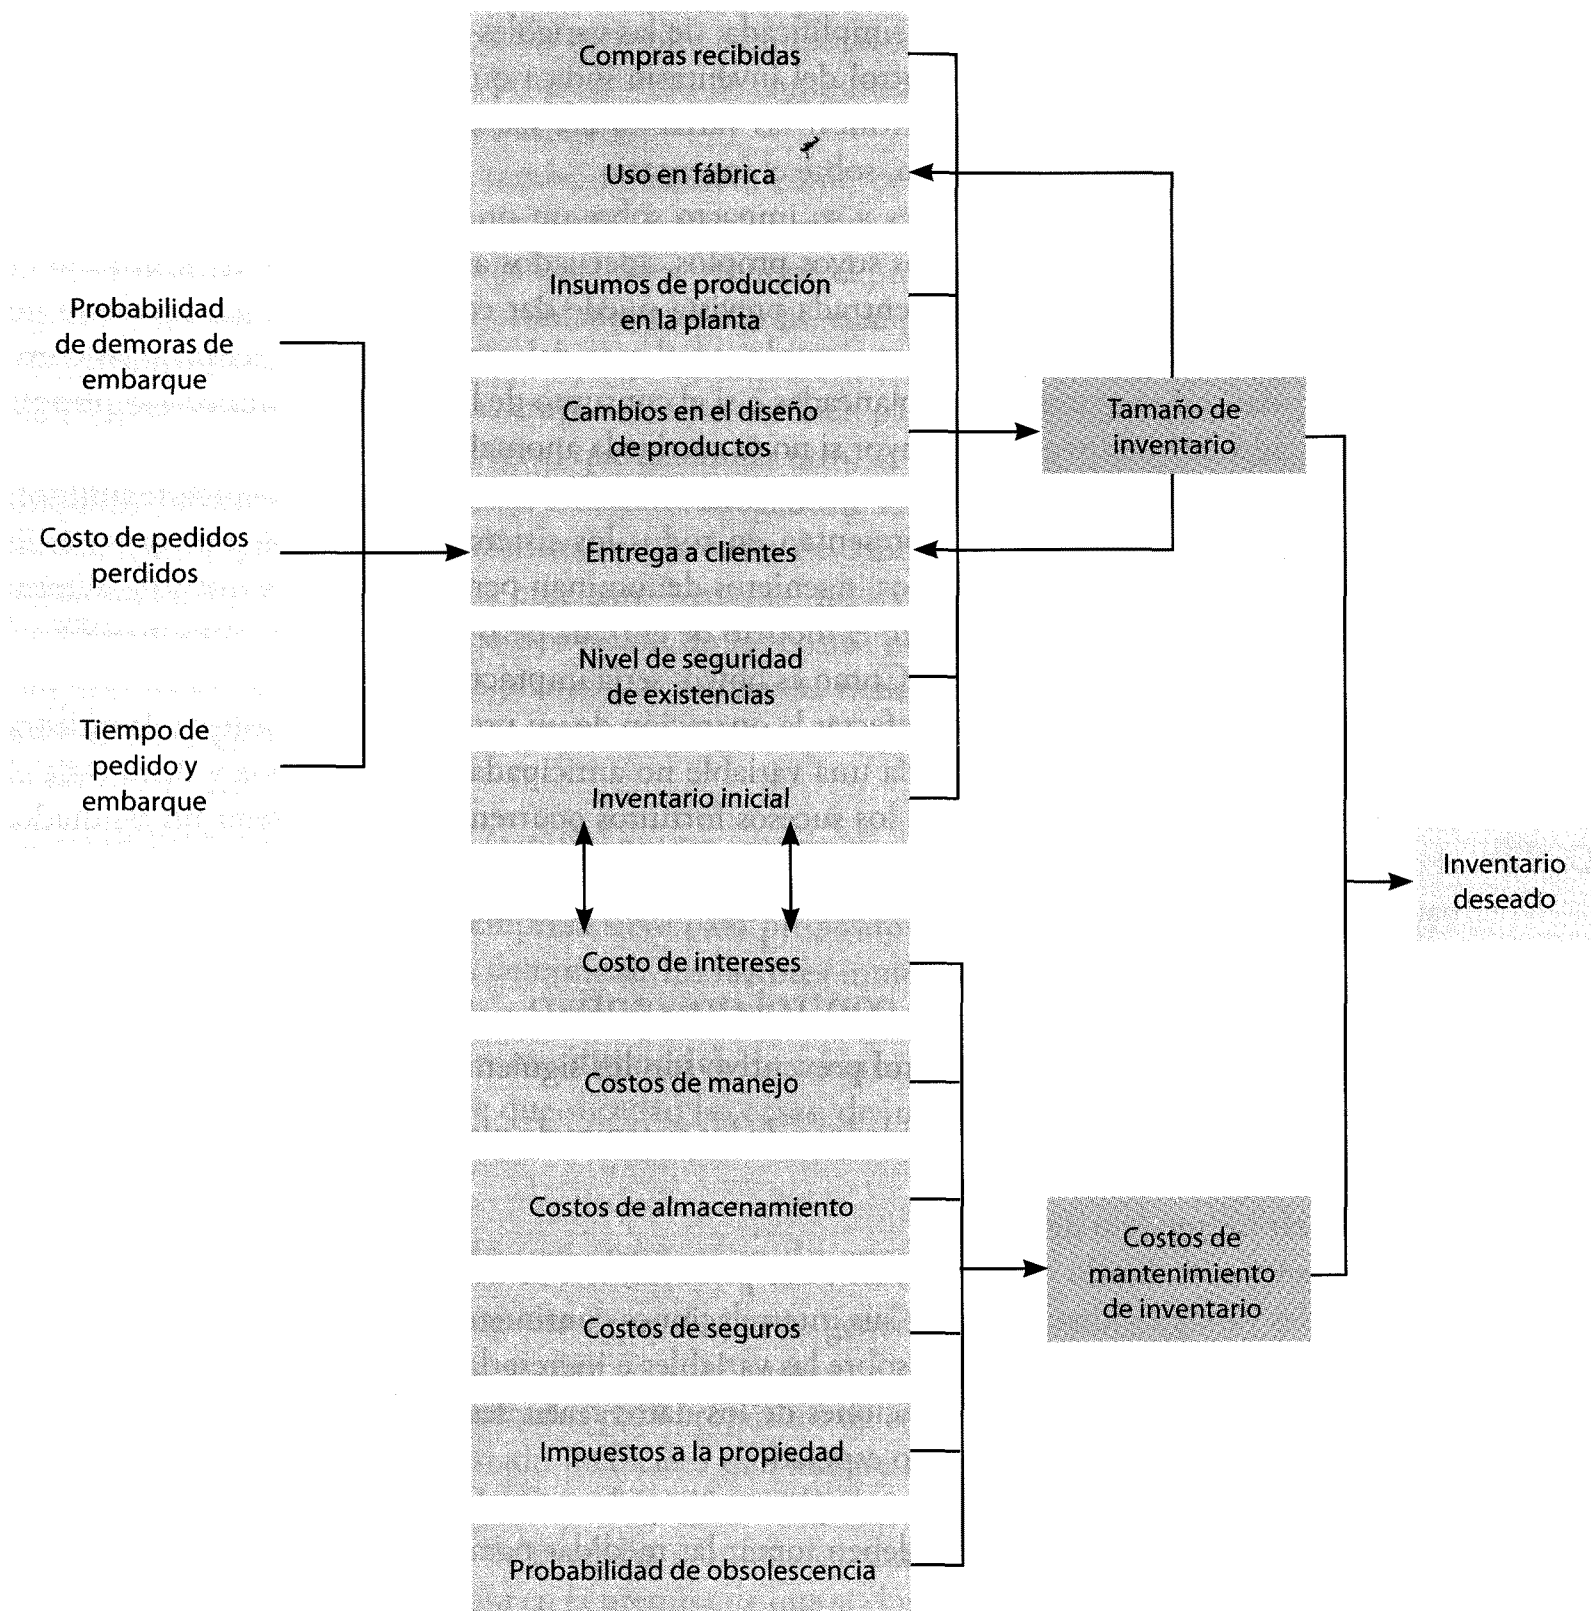 Compras recibidas
Uso en fábrica
Insumos de producción
en la planta
Cambios en el diseño
de productos
Entrega a clientes
Nivel de seguridad
de existencias
Inventario inicial
Probabilidad
de demoras de
embarque
Costo de pedidos
perdidos
Tiempo de
pedido y
embarque
Tamaño de
inventario
Costo de intereses
Costos de manejo
Costos de almacenamiento
Costos de seguros
Impuestos a la propiedad
Probabilidad de obsolescencia
Costos de
mantenimiento
de inventario
Inventario
deseado